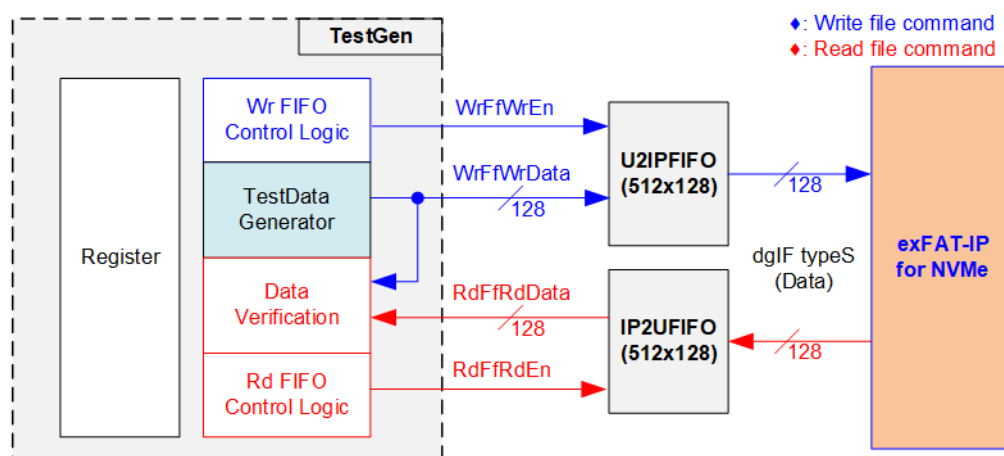 TestGen
♦: Write file command
♦: Read file command
Register
Wr FIFO
Control Logic
TestData
Generator
Data
Verification
Rd FIFO
Control Logic
WrFfWrEn
WrFfWrData
128
RdFfRdData
128
RdFfRdEn
U2IPFIFO
(512x128)
IP2UFIFO
(512x128)
128
dgIF typeS
(Data)
128
exFAT-IP
for NVMe